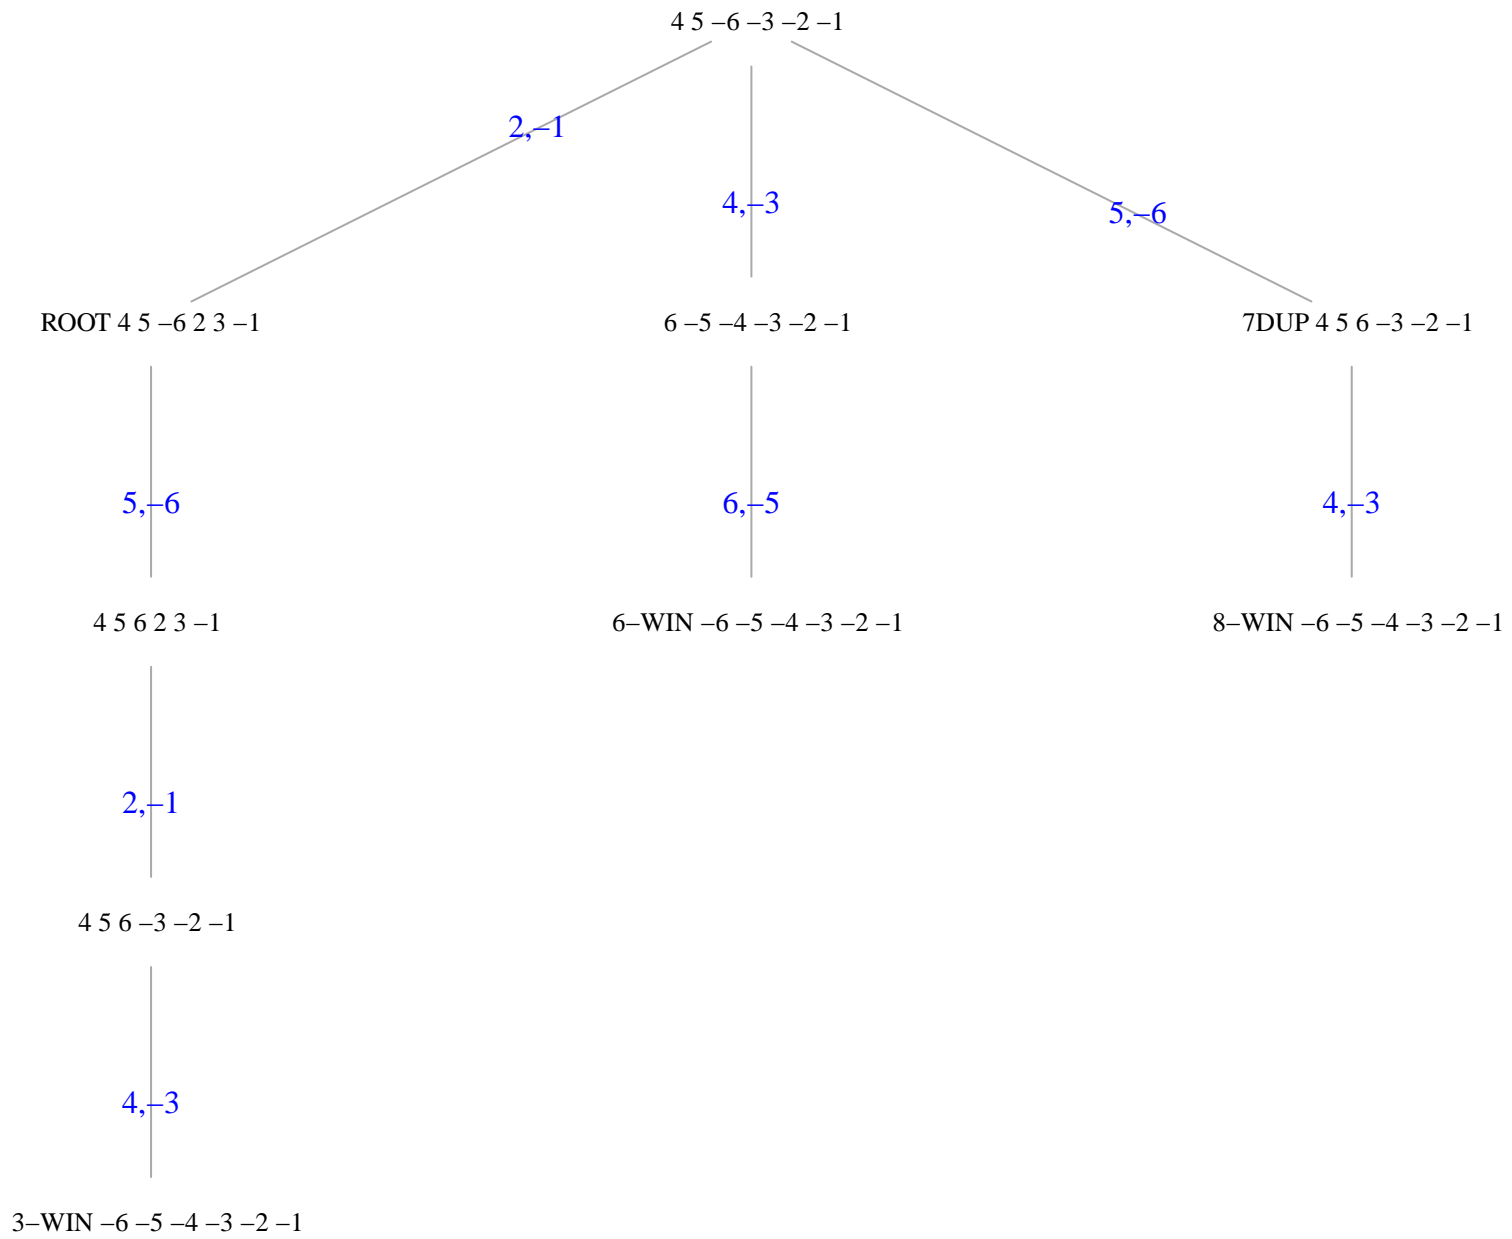 4 5 –6 –3 –2 –1
2,–1
4,–3
5,–6
ROOT 4 5 –6 2 3 –1
6 –5 –4 –3 –2 –1
7DUP 4 5 6 –3 –2 –1
5,–6
6,–5
4,–3
4 5 6 2 3 –1
6–WIN –6 –5 –4 –3 –2 –1
8–WIN –6 –5 –4 –3 –2 –1
2,–1
4 5 6 –3 –2 –1
4,–3
3–WIN –6 –5 –4 –3 –2 –1